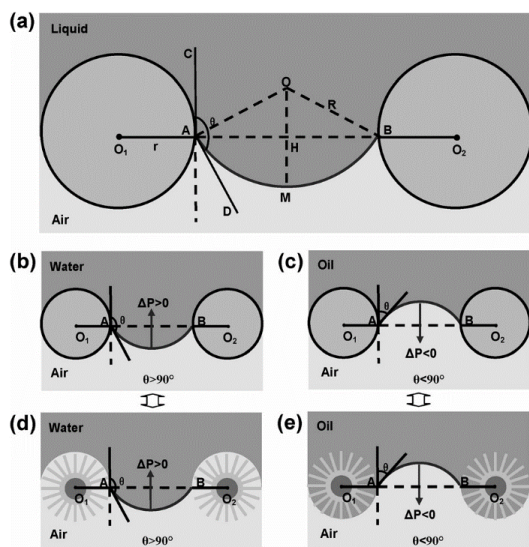 (a)
Liquid
C
O
θ
R
A
B
O₁
r
H
O₂
M
D
Air
(b)
Water
ΔP>0
A
θ
B
O₁
O₂
Air
θ>90°
(c)
Oil
θ
A
B
O₁
O₂
ΔP<0
Air
θ<90°
(d)
Water
ΔP>0
A
θ
B
O₁
O₂
Air
θ>90°
(e)
Oil
θ
A
B
O₁
O₂
ΔP<0
Air
θ<90°